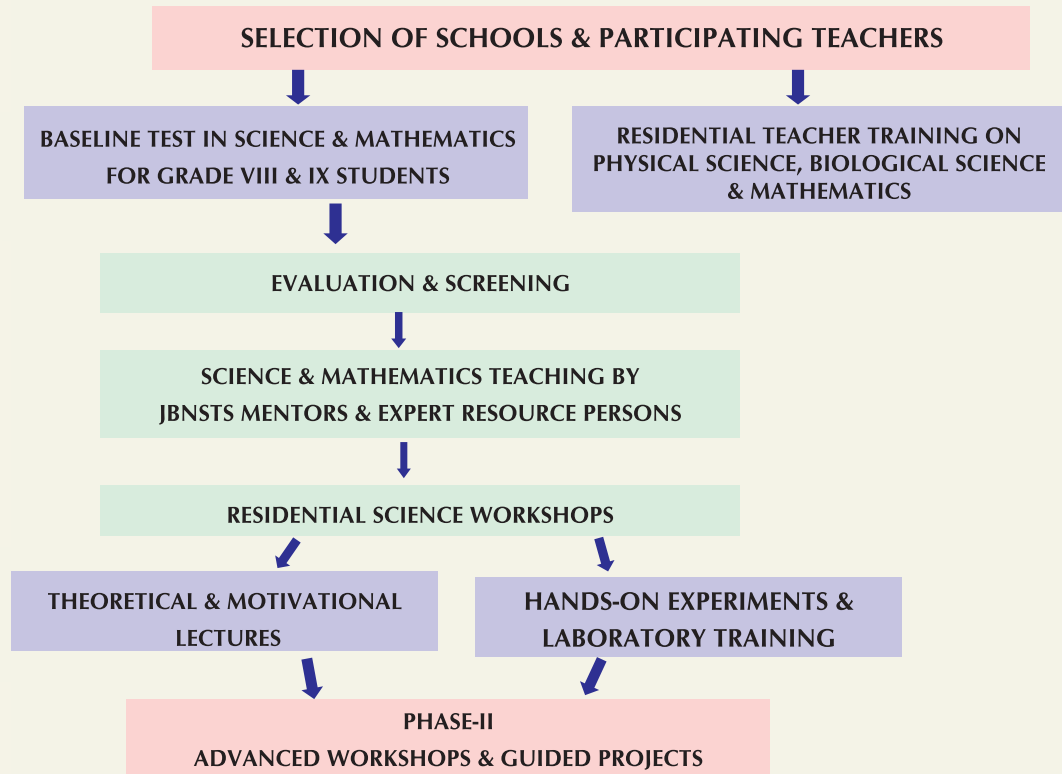 SELECTION OF SCHOOLS & PARTICIPATING TEACHERS
BASELINE TEST IN SCIENCE & MATHEMATICS
FOR GRADE VIII & IX STUDENTS
RESIDENTIAL TEACHER TRAINING ON
PHYSICAL SCIENCE, BIOLOGICAL SCIENCE
& MATHEMATICS
EVALUATION & SCREENING
SCIENCE & MATHEMATICS TEACHING BY
JBNSTS MENTORS & EXPERT RESOURCE PERSONS
RESIDENTIAL SCIENCE WORKSHOPS
THEORETICAL & MOTIVATIONAL
LECTURES
HANDS-ON EXPERIMENTS &
LABORATORY TRAINING
PHASE-II
ADVANCED WORKSHOPS & GUIDED PROJECTS